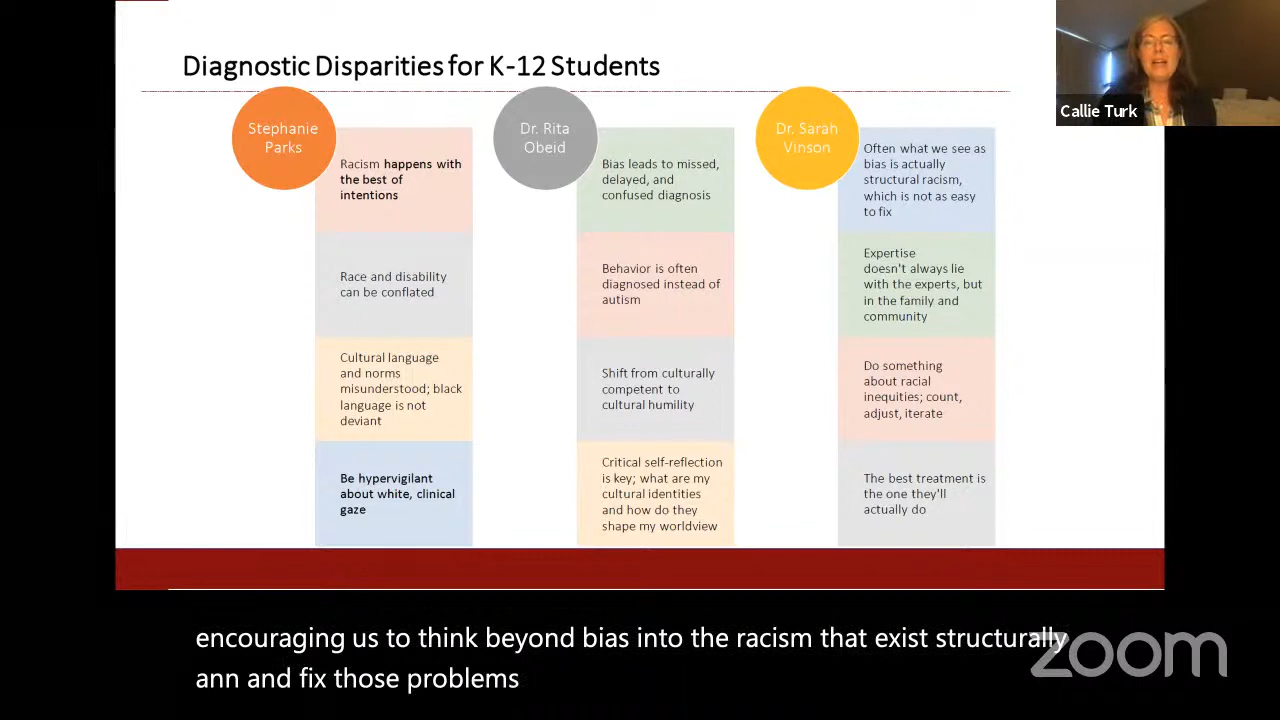 Diagnostic Disparities for K-12 Students
Stephanie
Parks
Racism happens with
the best of
intentions
Race and disability
can be conflated
Cultural language
and norms
misunderstood; black
language is not
deviant
Be hypervigilant
about white, clinical
gaze
Dr. Rita
Obeid
Bias leads to missed,
delayed, and
confused diagnosis
Behavior is often
diagnosed instead of
autism
Shift from culturally
competent to
cultural humility
Critical self-reflection
is key; what are my
cultural identities
and how do they
shape my worldview
Dr. Sarah
Vinson
Often what we see as
bias is actually
structural racism,
which is not as easy
to fix
Expertise
doesn't always lie
with the experts, but
in the family and
community
Do something
about racial
inequities; count,
adjust, iterate
The best treatment is
the one they'll
actually do
Callie Turk
encouraging us to think beyond bias into the racism that exist structurally
ann and fix those problems
zoom